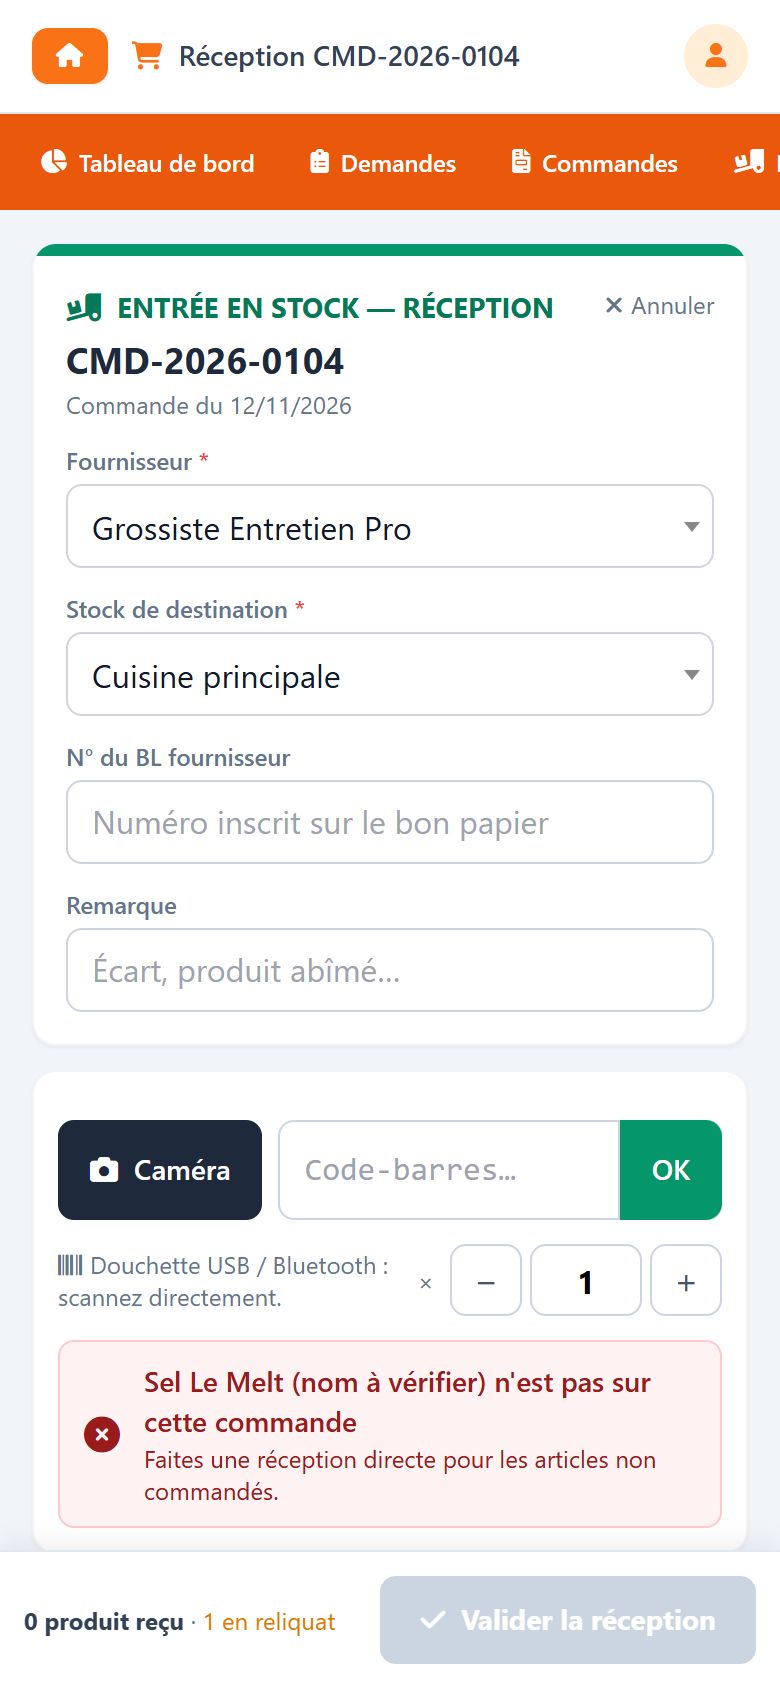 Réception CMD-2026-0104
Tableau de bord
Demandes
Commandes
ENTRÉE EN STOCK — RÉCEPTION
Annuler
CMD-2026-0104
Commande du 12/11/2026
Fournisseur *
Grossiste Entretien Pro
Stock de destination *
Cuisine principale
N° du BL fournisseur
Numéro inscrit sur le bon papier
Remarque
Écart, produit abîmé...
Caméra
Code-barres…
OK
Douchette USB / Bluetooth :
scannez directement.
× − 1 +
Sel Le Melt (nom à vérifier) n'est pas sur
cette commande
Faites une réception directe pour les articles non
commandés.
0 produit reçu · 1 en reliquat
Valider la réception